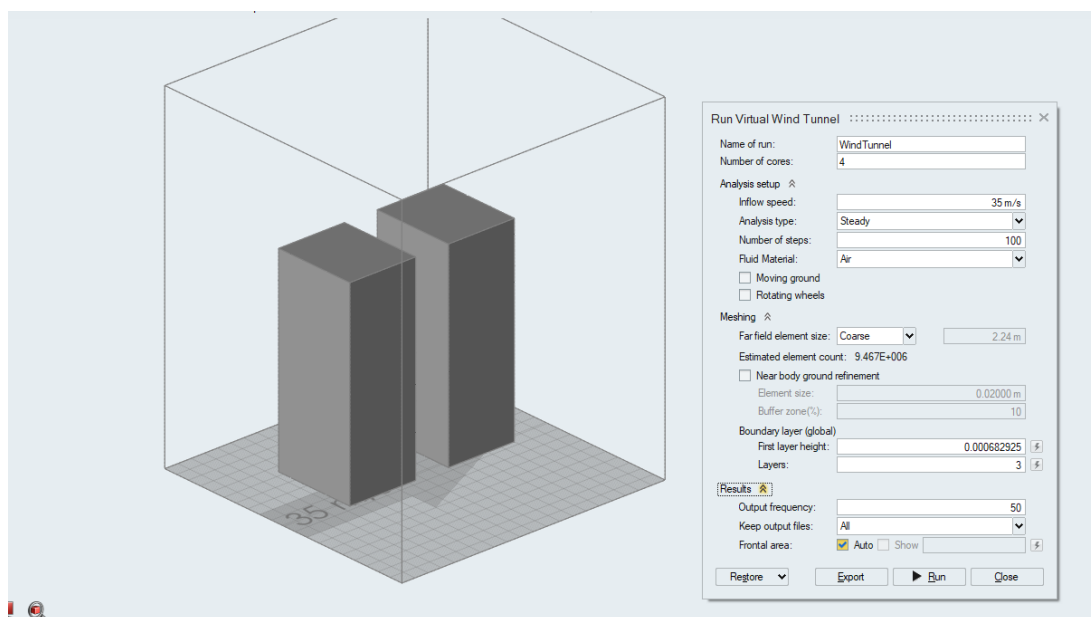 Run Virtual Wind Tunnel
Name of run: WindTunnel
Number of cores: 4
Analysis setup
Inflow speed: 35 m/s
Analysis type: Steady
Number of steps: 100
Fluid Material: Air
Moving ground
Rotating wheels
Meshing
Far field element size: Coarse 2.24 m
Estimated element count: 9.467E+006
Near body ground refinement
Element size: 0.02000 m
Buffer zone(%): 10
Boundary layer (global)
First layer height: 0.000682925
Layers: 3
Results
Output frequency: 50
Keep output files: All
Frontal area: Auto Show
Restore Export Run Close
35 m